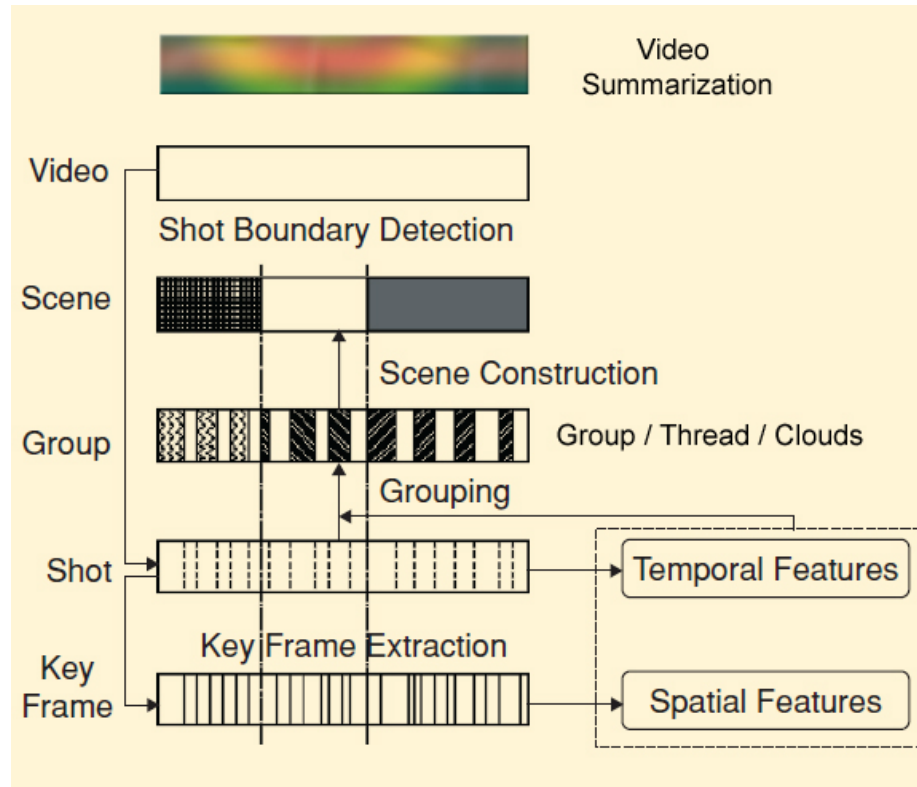 Video
Summarization
Video
Shot Boundary Detection
Scene
Scene Construction
Group
Group / Thread / Clouds
Grouping
Shot
Temporal Features
Key Frame Extraction
Key
Frame
Spatial Features